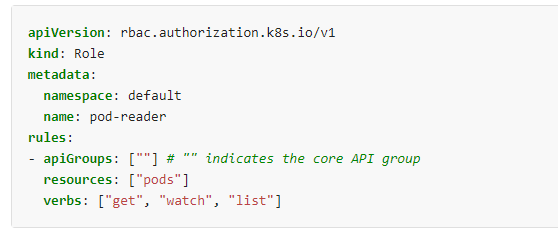 apiVersion: rbac.authorization.k8s.io/v1
kind: Role
metadata:
  namespace: default
  name: pod-reader
rules:
- apiGroups: [""] # "" indicates the core API group
  resources: ["pods"]
  verbs: ["get", "watch", "list"]